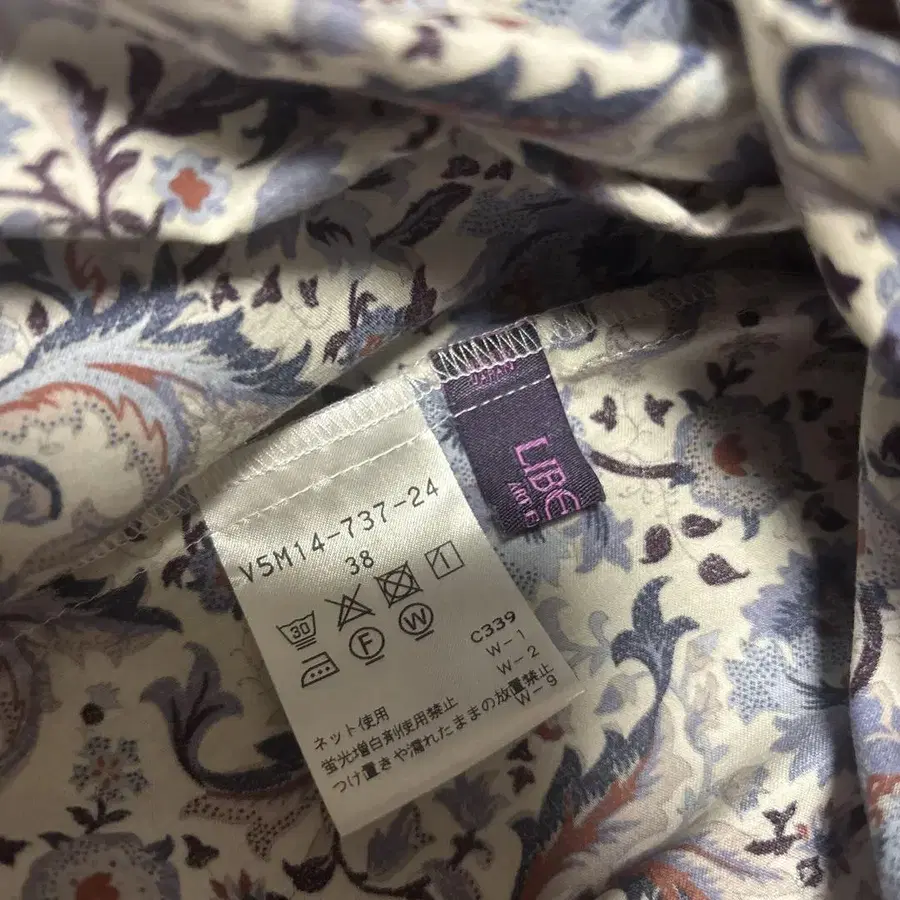 V5M14-737-24
38
30
1
F
W
C339
W-1
W-2
W-9
ネット使用
蛍光増白剤使用禁止
つけ置きや濡れたままの放置禁止
JAPAN
LIBE